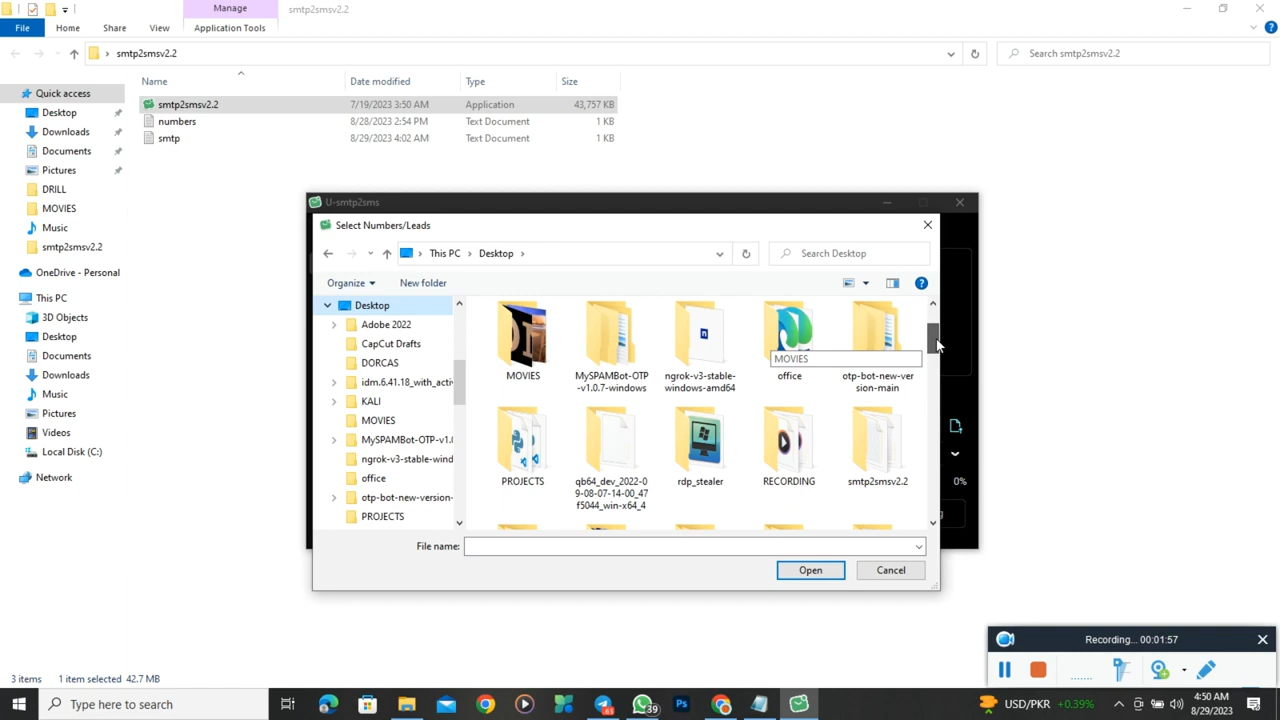 Manage
smtp2smsv2.2
File
Home
Share
View
Application Tools
smtp2smsv2.2
Search smtp2smsv2.2
Name
Date modified
Type
Size
Quick access
Desktop
Downloads
Documents
Pictures
DRILL
MOVIES
Music
smtp2smsv2.2
OneDrive - Personal
This PC
3D Objects
Desktop
Documents
Downloads
Music
Pictures
Videos
Local Disk (C:)
Network
smtp2smsv2.2 7/19/2023 3:50 AM Application 43,757 KB
numbers 8/28/2023 2:54 PM Text Document 1 KB
smtp 8/29/2023 4:02 AM Text Document 1 KB
U-smtp2sms
Select Numbers/Leads
This PC > Desktop >
Search Desktop
Organize
New folder
Desktop
Adobe 2022
CapCut Drafts
DORCAS
idm.6.41.18_with_activ
KALI
MOVIES
MySPAMBot-OTP-v1.0
ngrok-v3-stable-wind
office
otp-bot-new-version-
PROJECTS
MOVIES
MySPAMBot-OTP
-v1.0.7-windows
ngrok-v3-stable-
windows-amd64
MOVIES
office
otp-bot-new-ver
sion-main
PROJECTS
qb64_dev_2022-0
9-08-07-14-00_47
f5044_win-x64_4
rdp_stealer
RECORDING
smtp2smsv2.2
0%
g
File name:
Open
Cancel
Recording... 00:01:57
3 items
1 item selected 42.7 MB
Type here to search
65
39
USD/PKR +0.39%
4:50 AM
8/29/2023